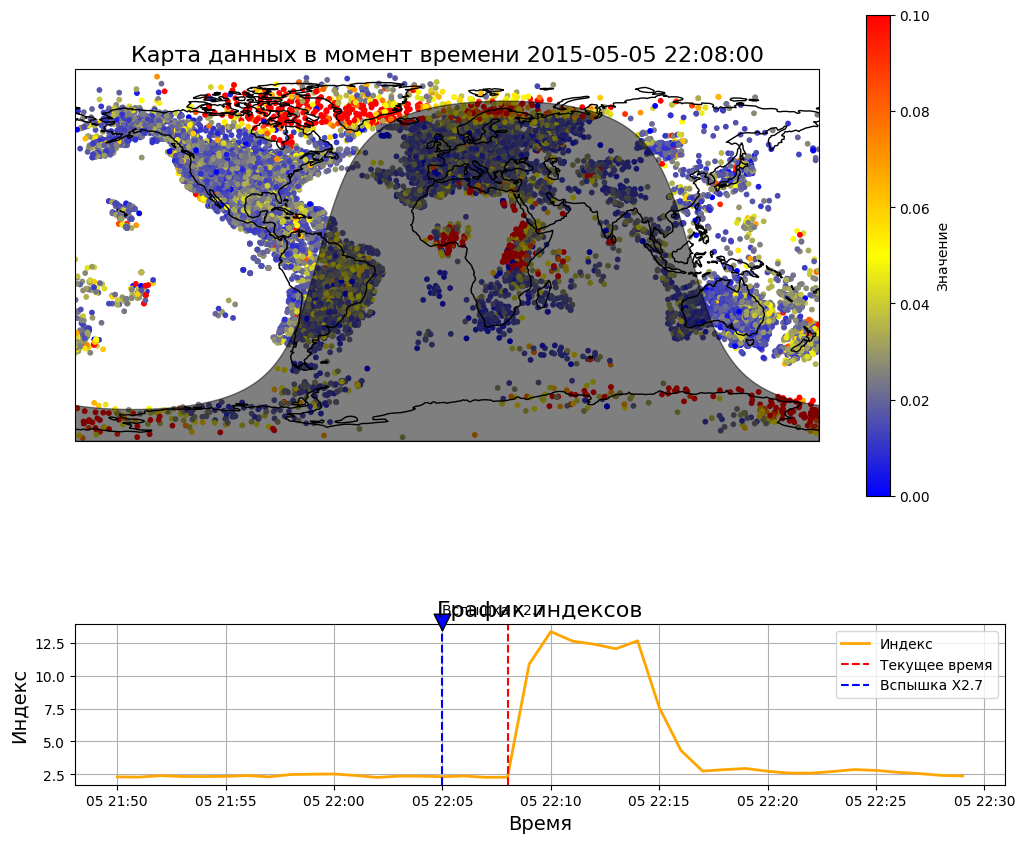 Карта данных в момент времени 2015-05-05 22:08:00
0.10
0.08
0.06
0.04
0.02
0.00
Значение
Вспышка X2.7
График индексов
12.5
10.0
7.5
5.0
2.5
Индекс
Индекс
Текущее время
Вспышка X2.7
05 21:50
05 21:55
05 22:00
05 22:05
05 22:10
05 22:15
05 22:20
05 22:25
05 22:30
Время